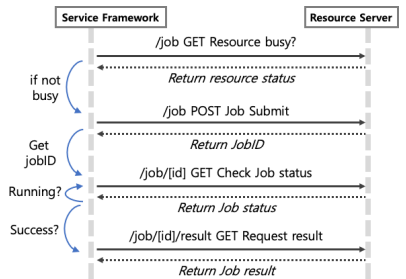 Service Framework
Resource Server
/job GET Resource busy?
Return resource status
if not
busy
/job POST Job Submit
Return JobID
Get
jobID
/job/[id] GET Check Job status
Running?
Return Job status
Success?
/job/[id]/result GET Request result
Return Job result